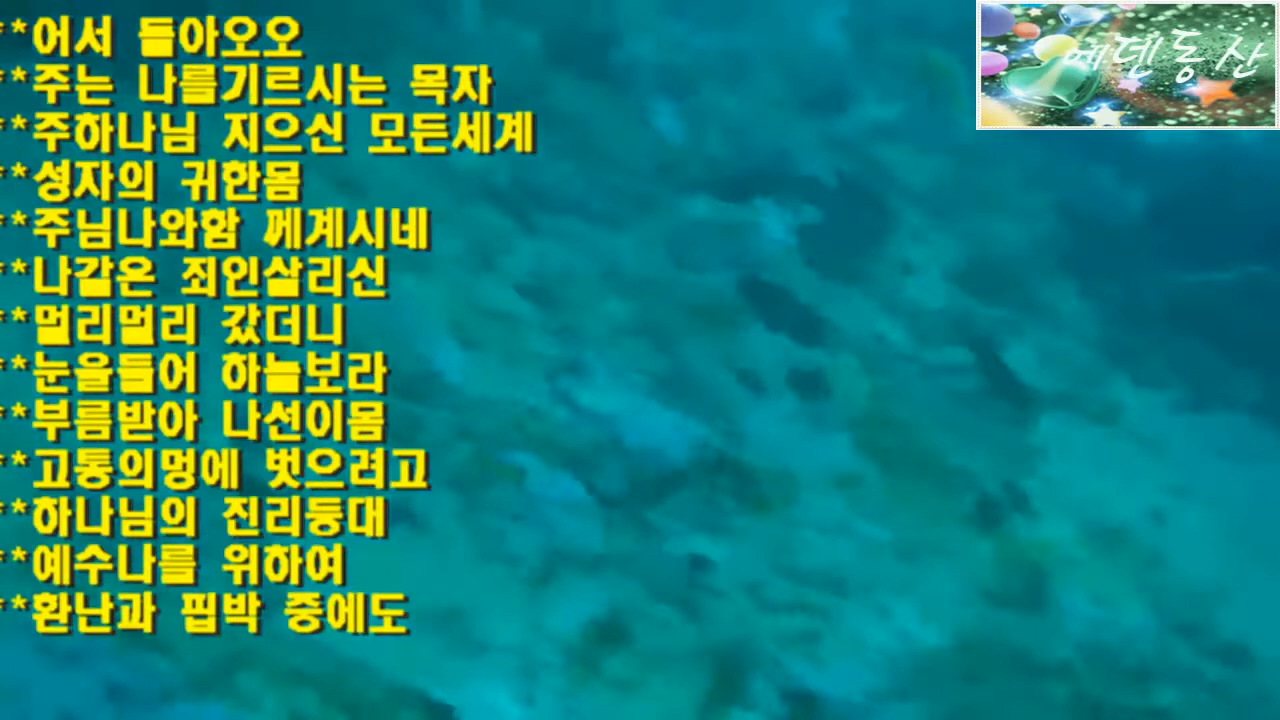 **어서 돌아오오
**주는 나를기르시는 목자
**주하나님 지으신 모든세계
**성자의 귀한몸
**주님나와함 께계시네
**나같은 죄인살리신
**멀리멀리 갔더니
**눈을들어 하늘보라
**부름받아 나선이몸
**고통의멍에 벗으려고
**하나님의 진리등대
**예수나를 위하여
**환난과 핍박 중에도
에덴동산